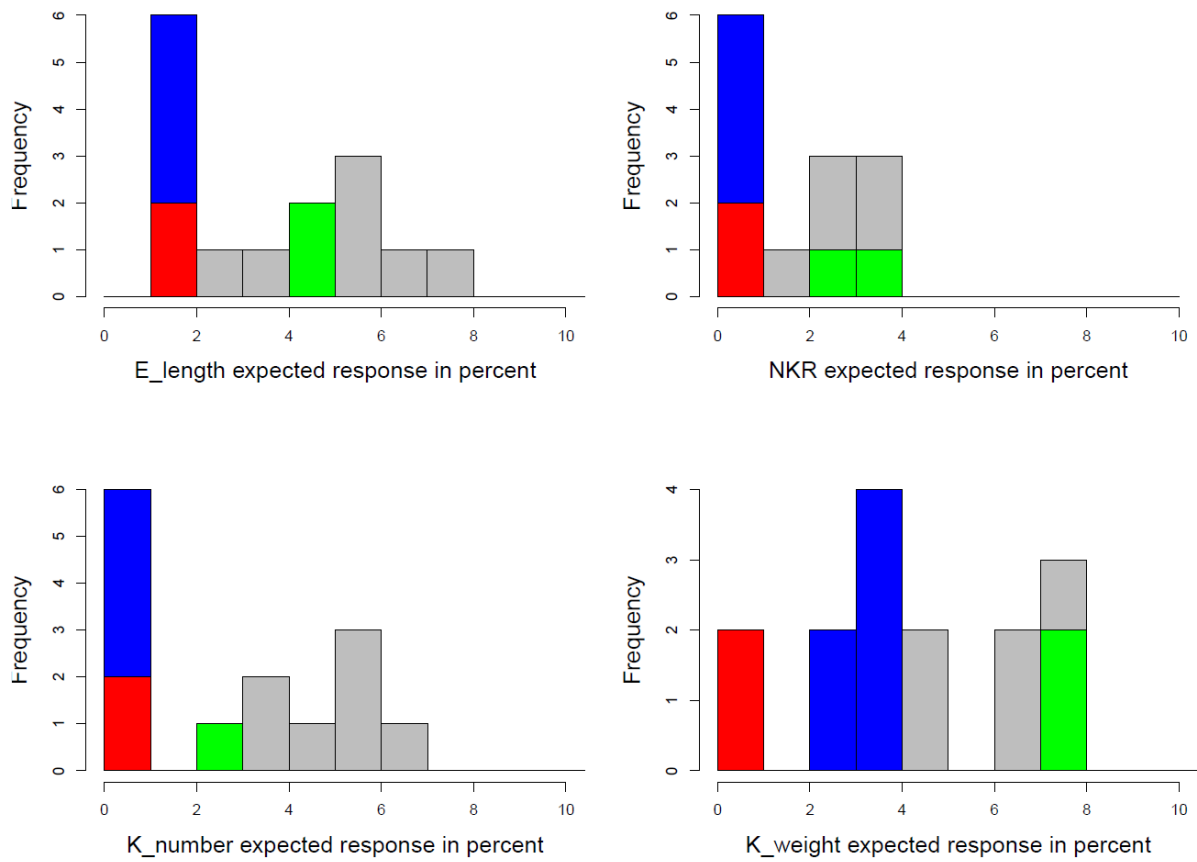 Frequency
6
5
4
3
2
1
0
0 2 4 6 8 10
E_length expected response in percent
Frequency
6
5
4
3
2
1
0
0 2 4 6 8 10
NKR expected response in percent
Frequency
6
5
4
3
2
1
0
0 2 4 6 8 10
K_number expected response in percent
Frequency
4
3
2
1
0
0 2 4 6 8 10
K_weight expected response in percent